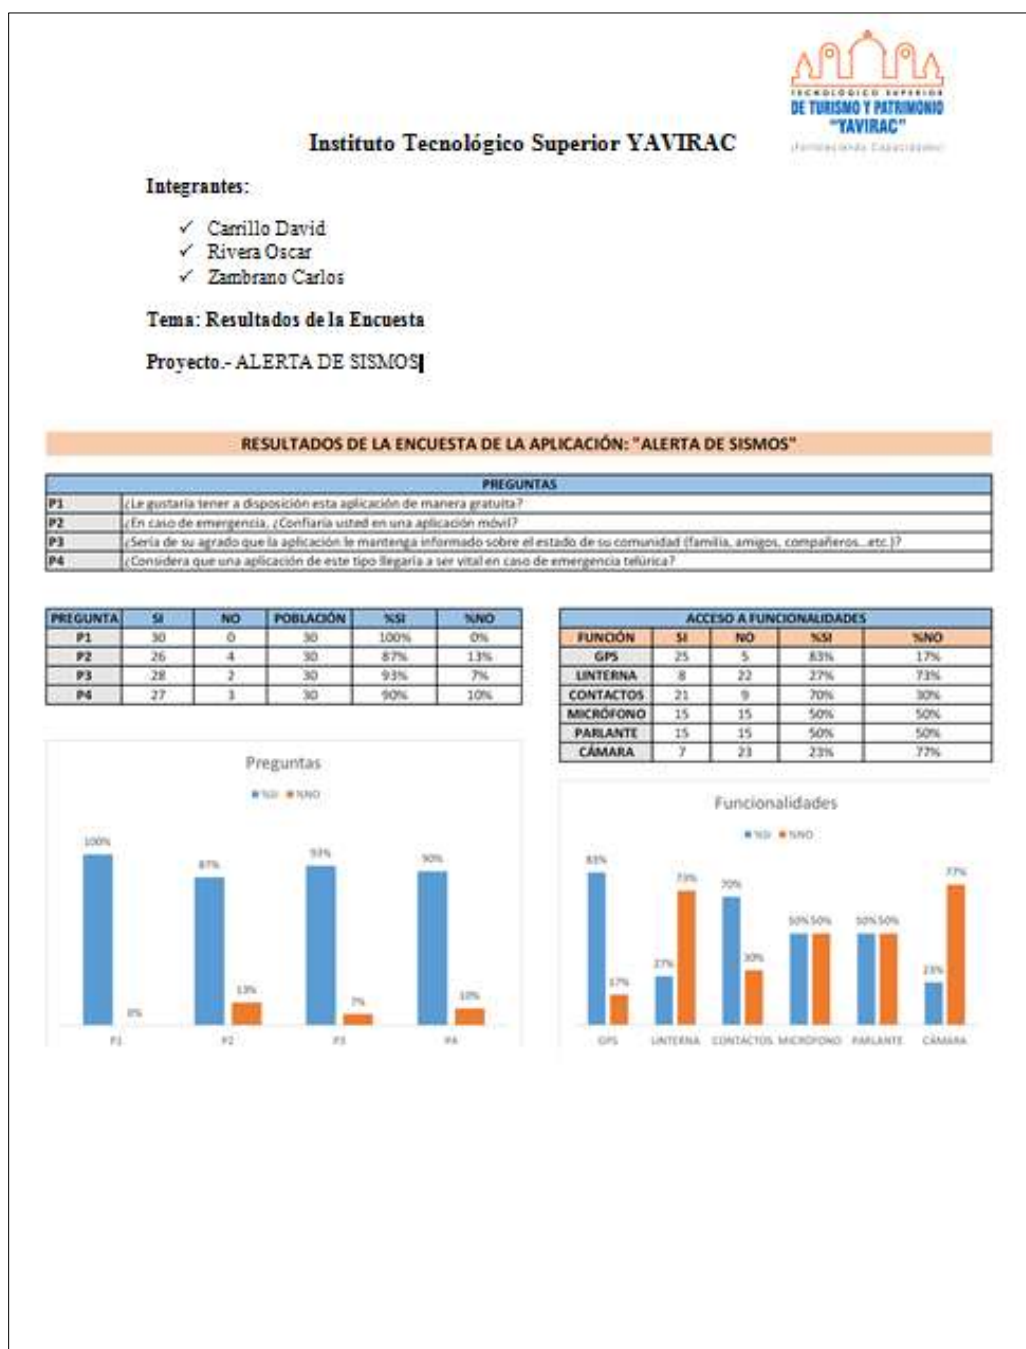 TECNOLÓGICO SUPERIOR
DE TURISMO Y PATRIMONIO
"YAVIRAC"
Instituto Tecnológico Superior YAVIRAC
Integrantes:
✓ Carrillo David
✓ Rivera Oscar
✓ Zambrano Carlos
Tema: Resultados de la Encuesta
Proyecto.- ALERTA DE SISMOS
RESULTADOS DE LA ENCUESTA DE LA APLICACIÓN: "ALERTA DE SISMOS"
PREGUNTAS
P1 ¿Le gustaría tener a disposición esta aplicación de manera gratuita?
P2 ¿En caso de emergencia, ¿Confiaría usted en una aplicación móvil?
P3 ¿Sería de su agrado que la aplicación le mantenga informado sobre el estado de su comunidad (familia, amigos, compañeros...etc.)?
P4 ¿Considera que una aplicación de este tipo llegaría a ser vital en caso de emergencia telúrica?
PREGUNTA SI NO POBLACIÓN %SI %NO
P1 30 0 30 100% 0%
P2 26 4 30 87% 13%
P3 28 2 30 93% 7%
P4 27 3 30 90% 10%
ACCESO A FUNCIONALIDADES
FUNCIÓN SI NO %SI %NO
GPS 25 5 83% 17%
LINTERNA 8 22 27% 73%
CONTACTOS 21 9 70% 30%
MICRÓFONO 15 15 50% 50%
PARLANTE 15 15 50% 50%
CÁMARA 7 23 23% 77%
Preguntas
%SI %NO
100% 0% 87% 13% 93% 7% 90% 10%
P1 P2 P3 P4
Funcionalidades
%SI %NO
83% 17% 27% 73% 70% 30% 50% 50% 50% 50% 23% 77%
GPS LINTERNA CONTACTOS MICRÓFONO PARLANTE CÁMARA